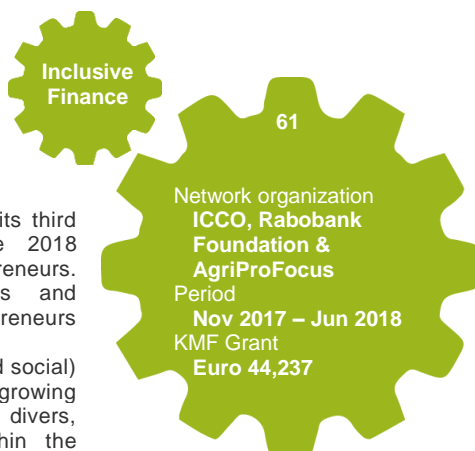 Inclusive
Finance
61
Network organization
ICCO, Rabobank
Foundation &
AgriProFocus
Period
Nov 2017 – Jun 2018
KMF Grant
Euro 44,237
its third
2018
reneurs.
s and
reneurs
d social)
growing
divers,
hin the